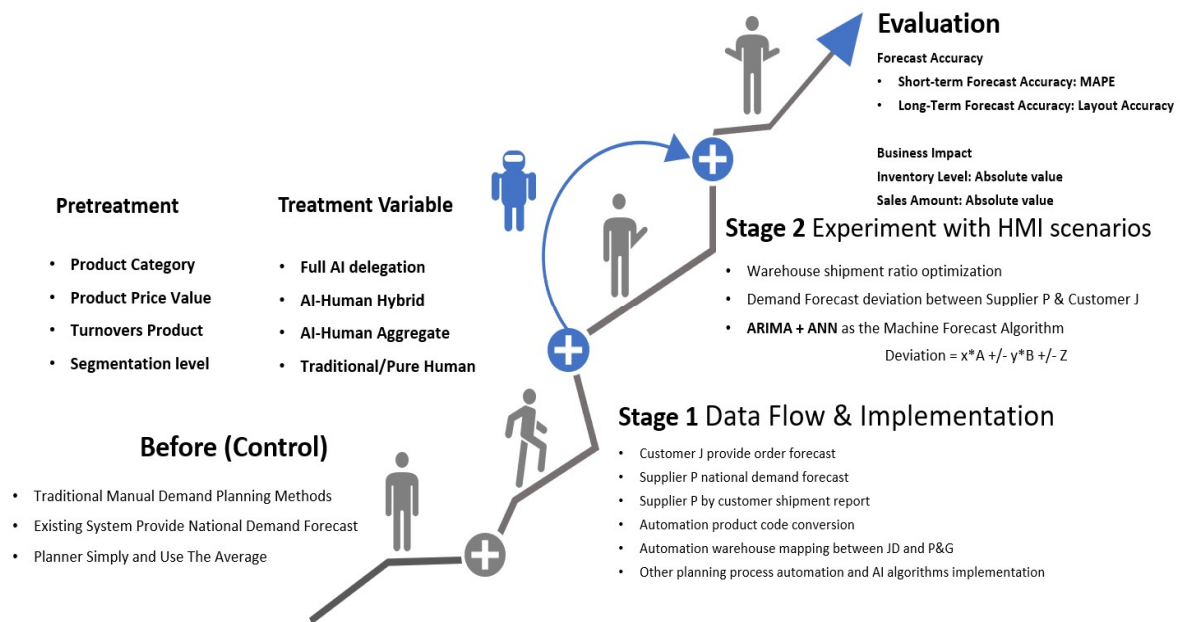 Evaluation
Forecast Accuracy
• Short-term Forecast Accuracy: MAPE
• Long-Term Forecast Accuracy: Layout Accuracy
Business Impact
Inventory Level: Absolute value
Sales Amount: Absolute value
Pretreatment
• Product Category
• Product Price Value
• Turnovers Product
• Segmentation level
Treatment Variable
• Full AI delegation
• AI-Human Hybrid
• AI-Human Aggregate
• Traditional/Pure Human
Stage 2 Experiment with HMI scenarios
• Warehouse shipment ratio optimization
• Demand Forecast deviation between Supplier P & Customer J
• ARIMA + ANN as the Machine Forecast Algorithm
Deviation = x*A +/- y*B +/- Z
Before (Control)
• Traditional Manual Demand Planning Methods
• Existing System Provide National Demand Forecast
• Planner Simply and Use The Average
Stage 1 Data Flow & Implementation
• Customer J provide order forecast
• Supplier P national demand forecast
• Supplier P by customer shipment report
• Automation product code conversion
• Automation warehouse mapping between JD and P&G
• Other planning process automation and AI algorithms implementation